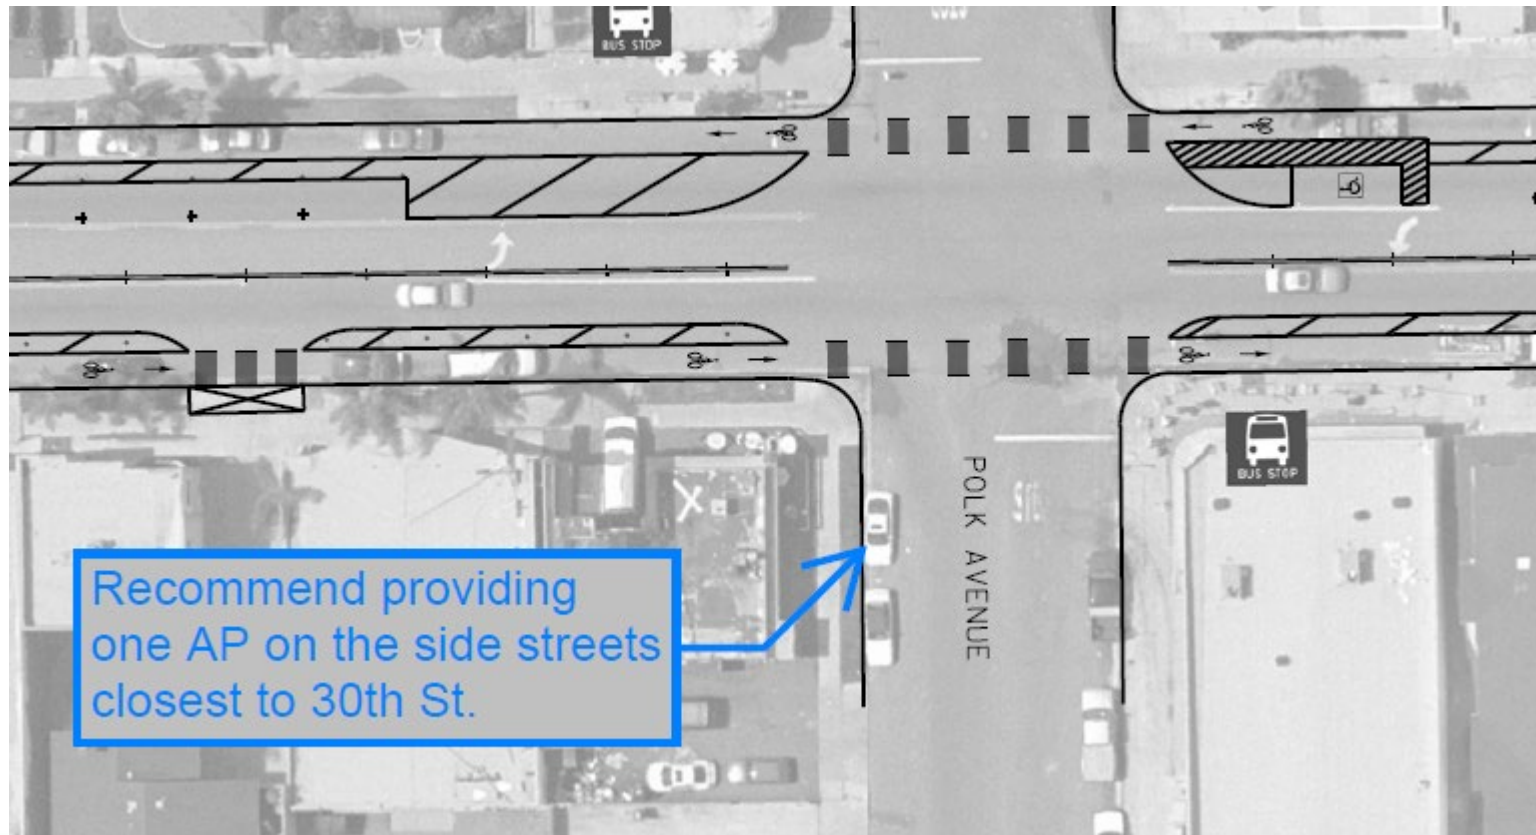 BUS STOP
Recommend providing
one AP on the side streets
closest to 30th St.
POLK AVENUE
BUS STOP